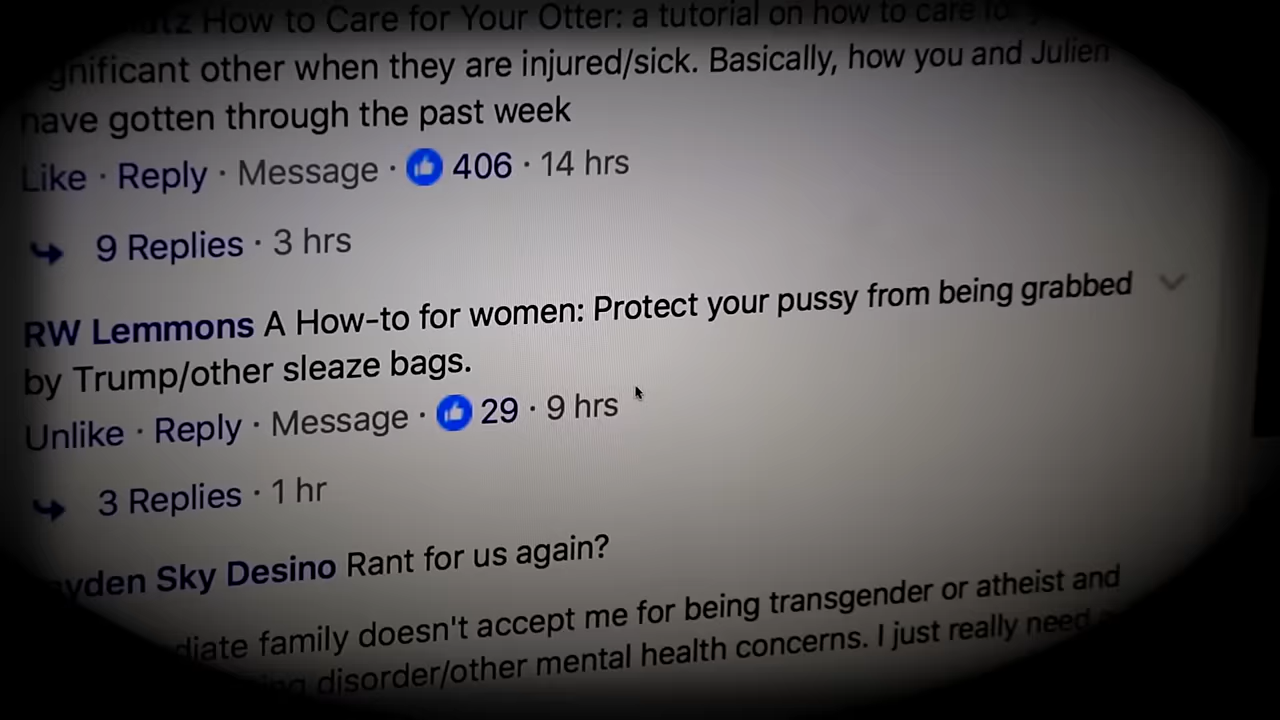 How to Care for Your Otter: a tutorial on how to care
significant other when they are injured/sick. Basically, how you and Julien
have gotten through the past week
Like · Reply · Message · 406 · 14 hrs
9 Replies · 3 hrs
RW Lemmons A How-to for women: Protect your pussy from being grabbed
by Trump/other sleaze bags.
Unlike · Reply · Message · 29 · 9 hrs
3 Replies · 1 hr
Sky Desino Rant for us again?
family doesn't accept me for being transgender or atheist and
disorder/other mental health concerns. I just really need